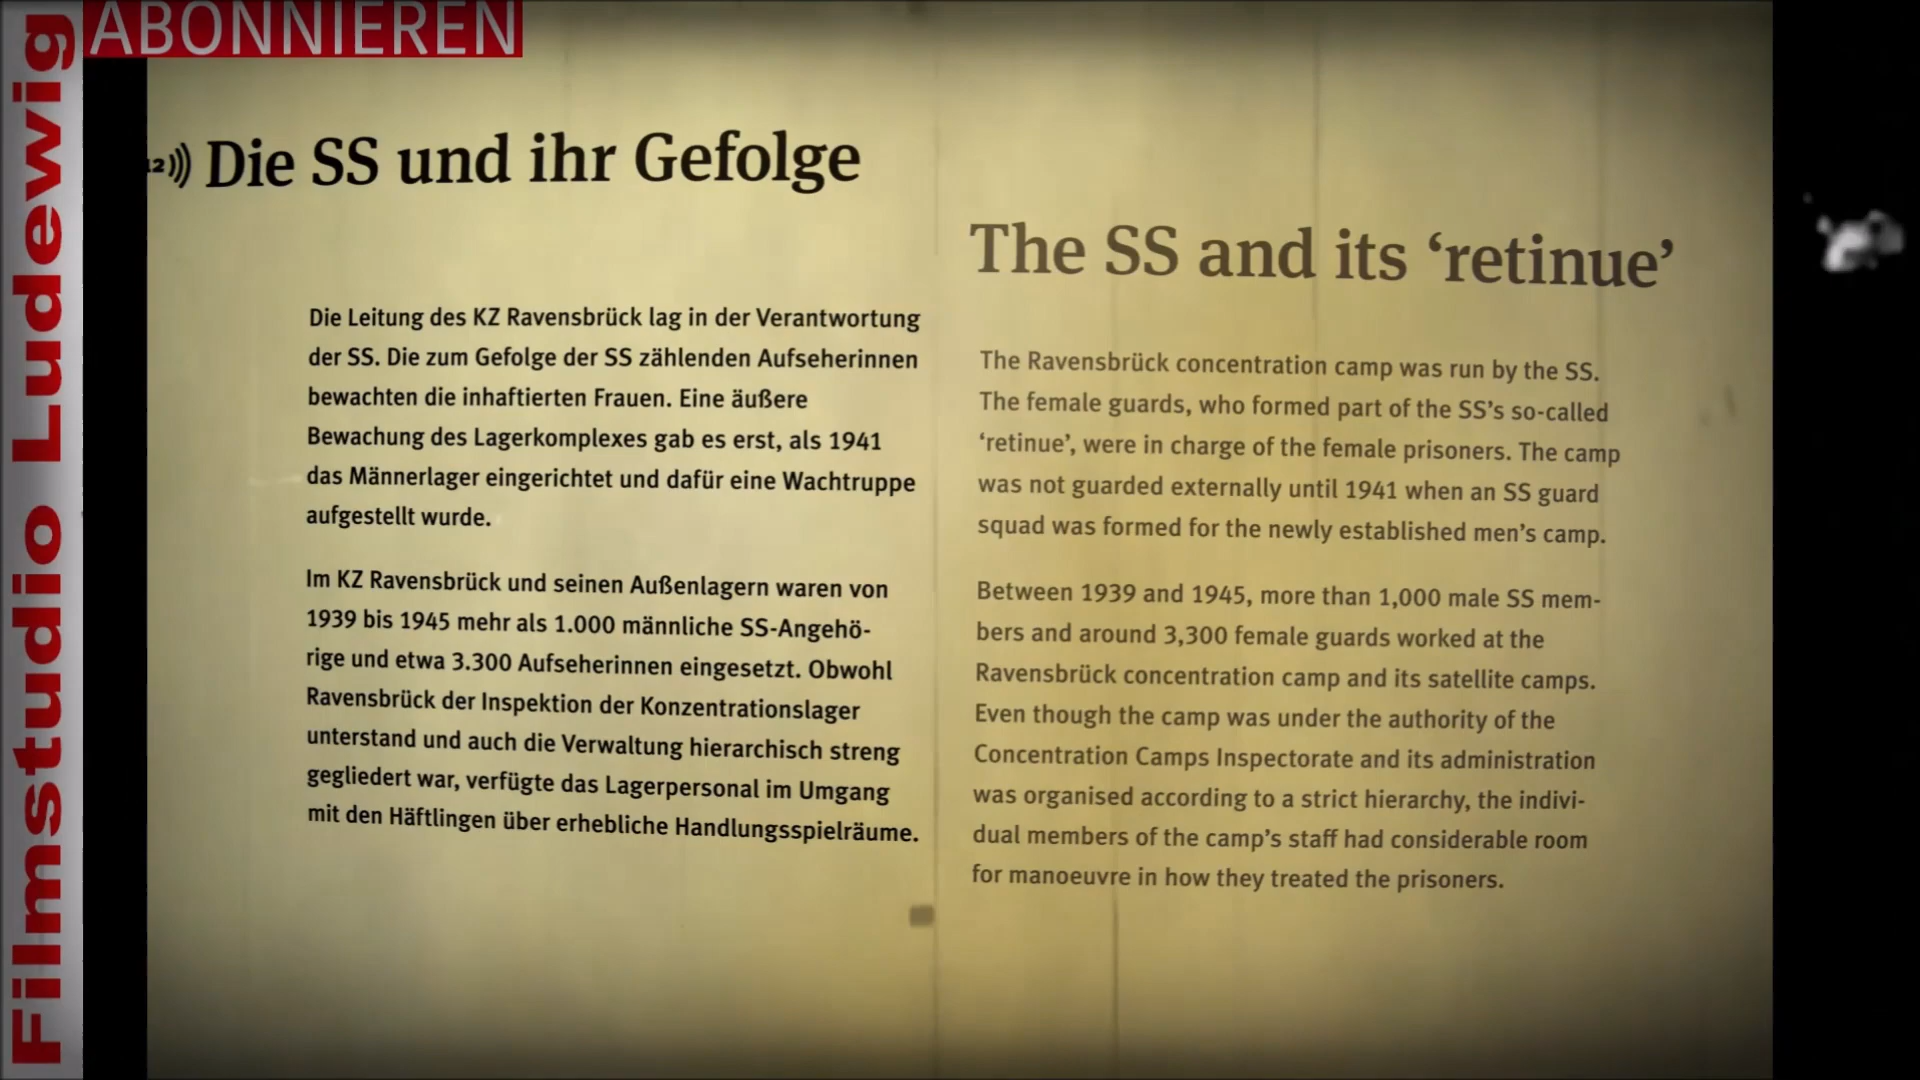 ABONNIEREN
Filmstudio Ludewig
12
Die SS und ihr Gefolge
Die Leitung des KZ Ravensbrück lag in der Verantwortung
der SS. Die zum Gefolge der SS zählenden Aufseherinnen
bewachten die inhaftierten Frauen. Eine äußere
Bewachung des Lagerkomplexes gab es erst, als 1941
das Männerlager eingerichtet und dafür eine Wachtruppe
aufgestellt wurde.
Im KZ Ravensbrück und seinen Außenlagern waren von
1939 bis 1945 mehr als 1.000 männliche SS-Angehö-
rige und etwa 3.300 Aufseherinnen eingesetzt. Obwohl
Ravensbrück der Inspektion der Konzentrationslager
unterstand und auch die Verwaltung hierarchisch streng
gegliedert war, verfügte das Lagerpersonal im Umgang
mit den Häftlingen über erhebliche Handlungsspielräume.
The SS and its ‘retinue’
The Ravensbrück concentration camp was run by the SS.
The female guards, who formed part of the SS’s so-called
‘retinue’, were in charge of the female prisoners. The camp
was not guarded externally until 1941 when an SS guard
squad was formed for the newly established men’s camp.
Between 1939 and 1945, more than 1,000 male SS mem-
bers and around 3,300 female guards worked at the
Ravensbrück concentration camp and its satellite camps.
Even though the camp was under the authority of the
Concentration Camps Inspectorate and its administration
was organised according to a strict hierarchy, the indivi-
dual members of the camp’s staff had considerable room
for manoeuvre in how they treated the prisoners.